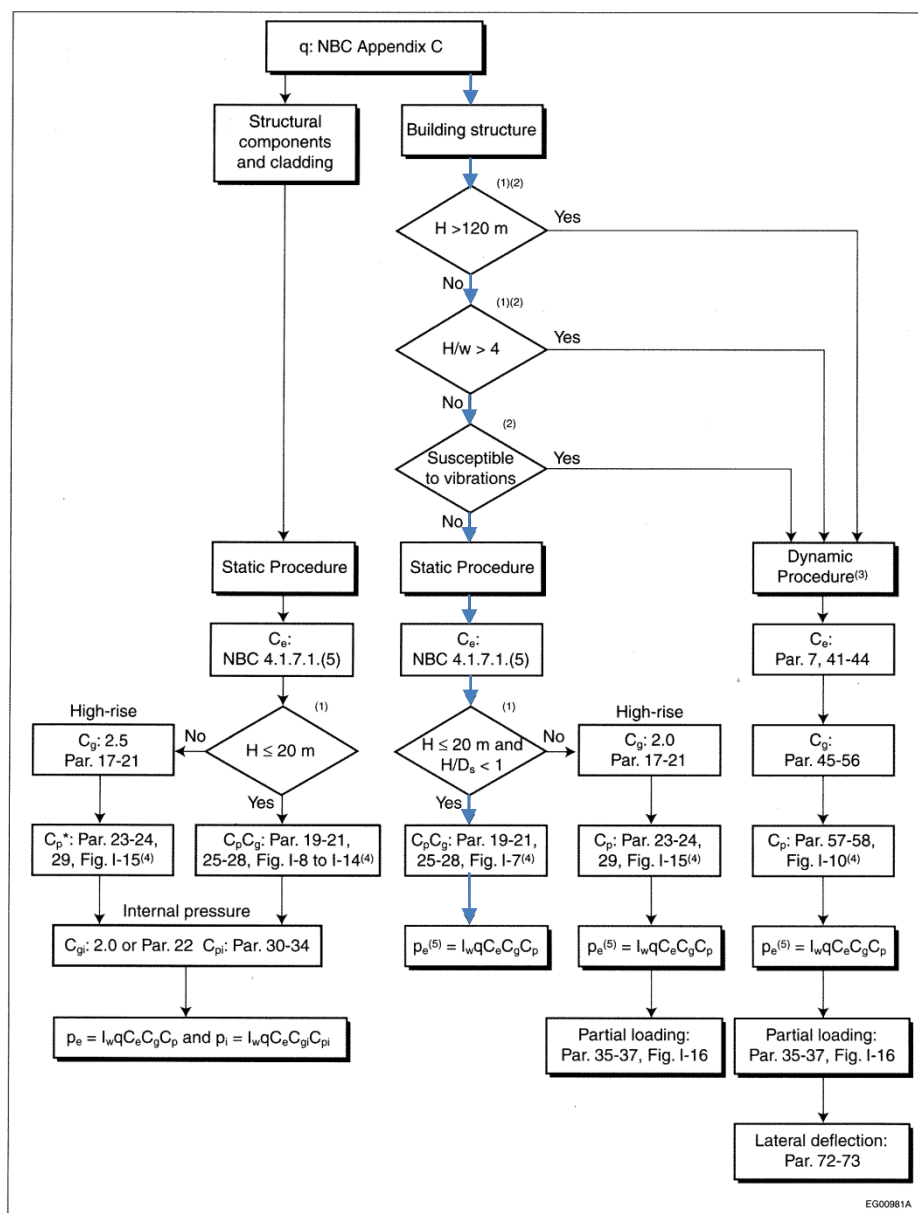 q: NBC Appendix C
Structural
components
and cladding
Building structure
(1)(2)
H >120 m
Yes
No
(1)(2)
H/w > 4
Yes
No
(2)
Susceptible
to vibrations
Yes
No
Static Procedure
Static Procedure
Dynamic
Procedure(3)
Ce:
NBC 4.1.7.1.(5)
Ce:
NBC 4.1.7.1.(5)
Ce:
Par. 7, 41-44
High-rise
Cg: 2.5
Par. 17-21
No
(1)
H ≤ 20 m
Yes
(1)
H ≤ 20 m and
H/Ds < 1
No
Yes
High-rise
Cg: 2.0
Par. 17-21
Cg:
Par. 45-56
Cp*: Par. 23-24,
29, Fig. I-15(4)
CpCg: Par. 19-21,
25-28, Fig. I-8 to I-14(4)
CpCg: Par. 19-21,
25-28, Fig. I-7(4)
Cp: Par. 23-24,
29, Fig. I-15(4)
Cp: Par. 57-58,
Fig. I-10(4)
Internal pressure
Cgi: 2.0 or Par. 22 Cpi: Par. 30-34
pe(5) = IwqCeCgCp
pe(5) = IwqCeCgCp
pe(5) = IwqCeCgCp
pe = IwqCeCgCp and pi = IwqCeCgiCpi
Partial loading:
Par. 35-37, Fig. I-16
Partial loading:
Par. 35-37, Fig. I-16
Lateral deflection:
Par. 72-73
EG00981A